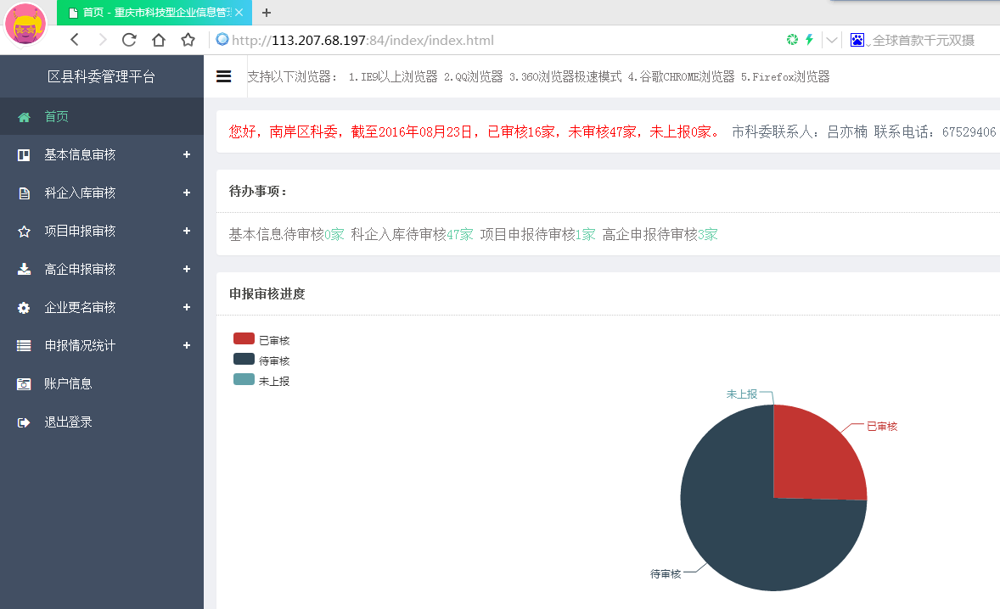 首页 - 重庆市科技型企业信息管
http://113.207.68.197:84/index/index.html
全球首款千元双摄
区县科委管理平台
支持以下浏览器： 1.IE9以上浏览器 2.QQ浏览器 3.360浏览器极速模式 4.谷歌CHROME浏览器 5.Firefox浏览器
首页
基本信息审核 +
科企入库审核 +
项目申报审核 +
高企申报审核 +
企业更名审核 +
申报情况统计 +
账户信息
退出登录
您好，南岸区科委，截至2016年08月23日，已审核16家，未审核47家，未上报0家。 市科委联系人：吕亦楠 联系电话：67529406
待办事项：
基本信息待审核0家 科企入库待审核47家 项目申报待审核1家 高企申报待审核3家
申报审核进度
已审核
待审核
未上报
未上报
已审核
待审核